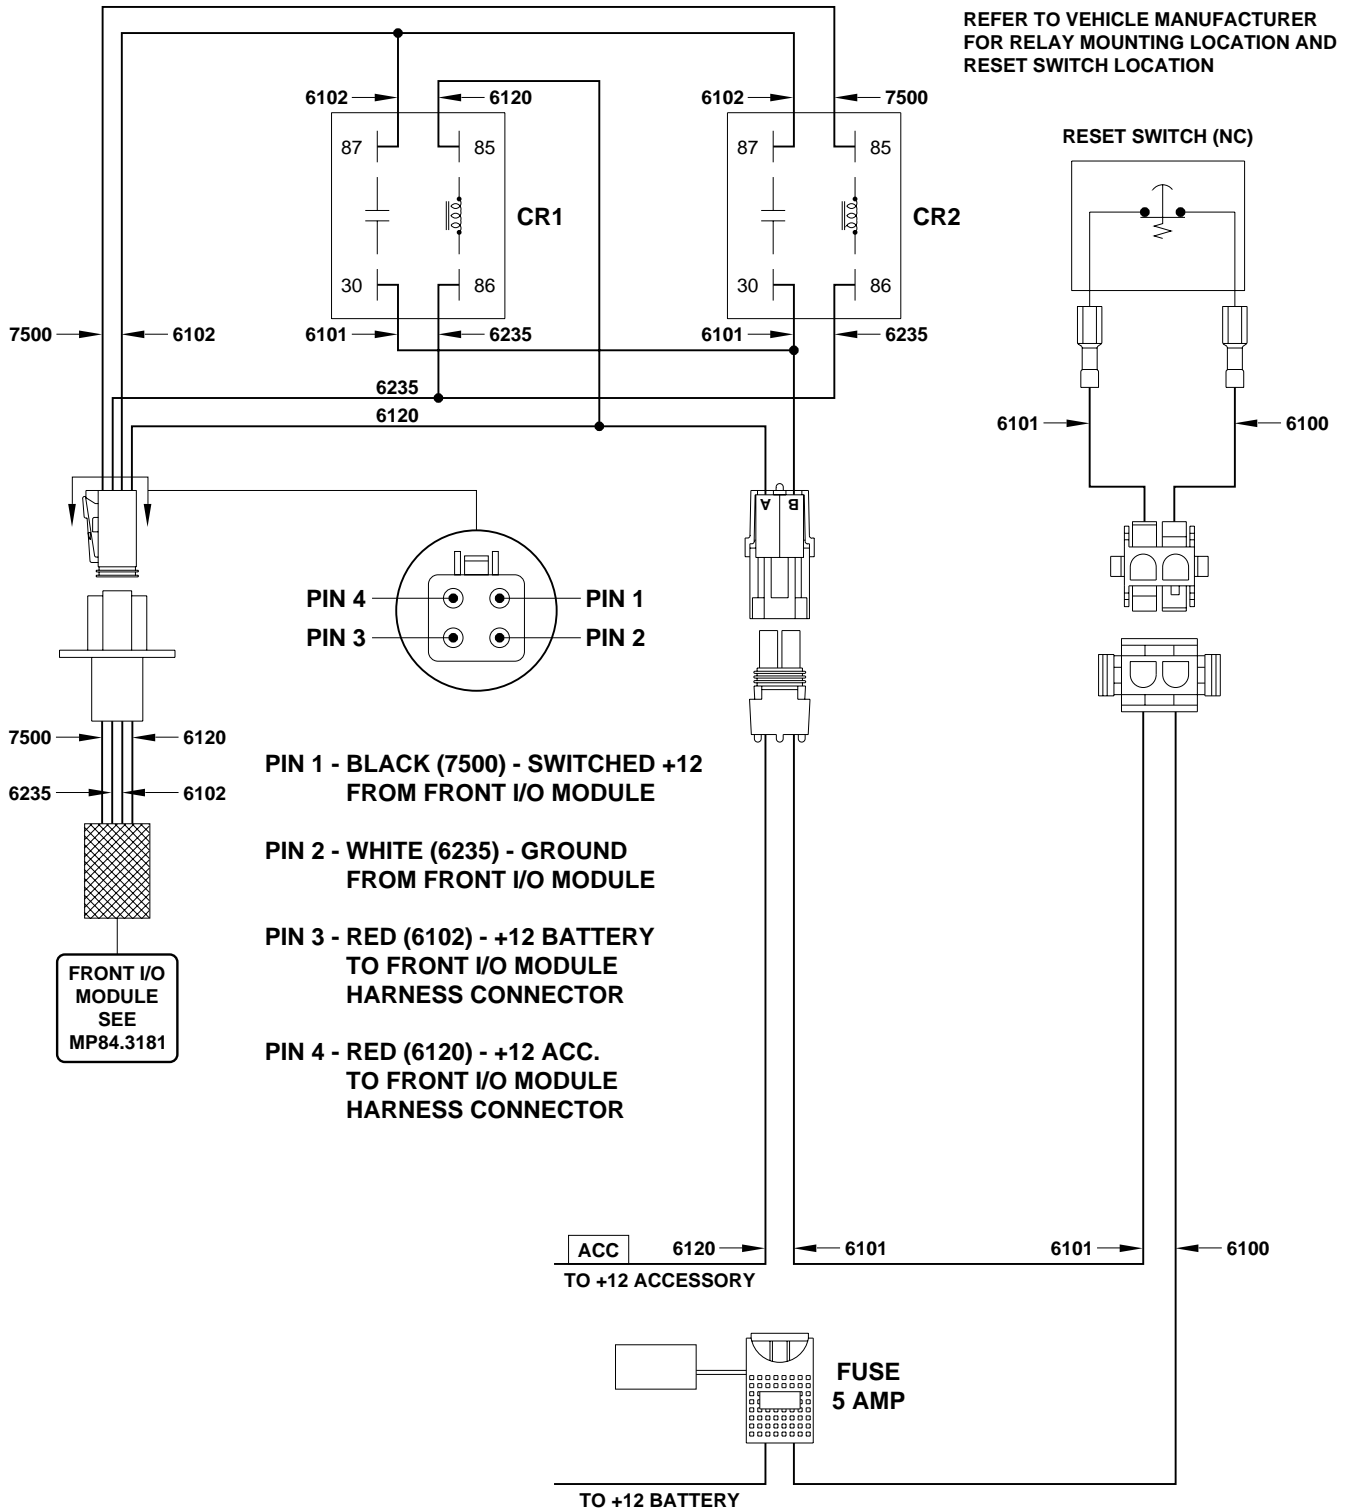 REFER TO VEHICLE MANUFACTURER
FOR RELAY MOUNTING LOCATION AND
RESET SWITCH LOCATION
6102
6120
6102
7500
87
85
87
85
RESET SWITCH (NC)
CR1
CR2
30
86
30
86
7500
6102
6101
6235
6101
6235
6235
6120
6101
6100
A
B
PIN 4
PIN 1
PIN 3
PIN 2
7500
6120
6235
6102
PIN 1 - BLACK (7500) - SWITCHED +12
FROM FRONT I/O MODULE
PIN 2 - WHITE (6235) - GROUND
FROM FRONT I/O MODULE
PIN 3 - RED (6102) - +12 BATTERY
TO FRONT I/O MODULE
HARNESS CONNECTOR
PIN 4 - RED (6120) - +12 ACC.
TO FRONT I/O MODULE
HARNESS CONNECTOR
FRONT I/O
MODULE
SEE
MP84.3181
ACC
6120
6101
6101
6100
TO +12 ACCESSORY
FUSE
5 AMP
TO +12 BATTERY